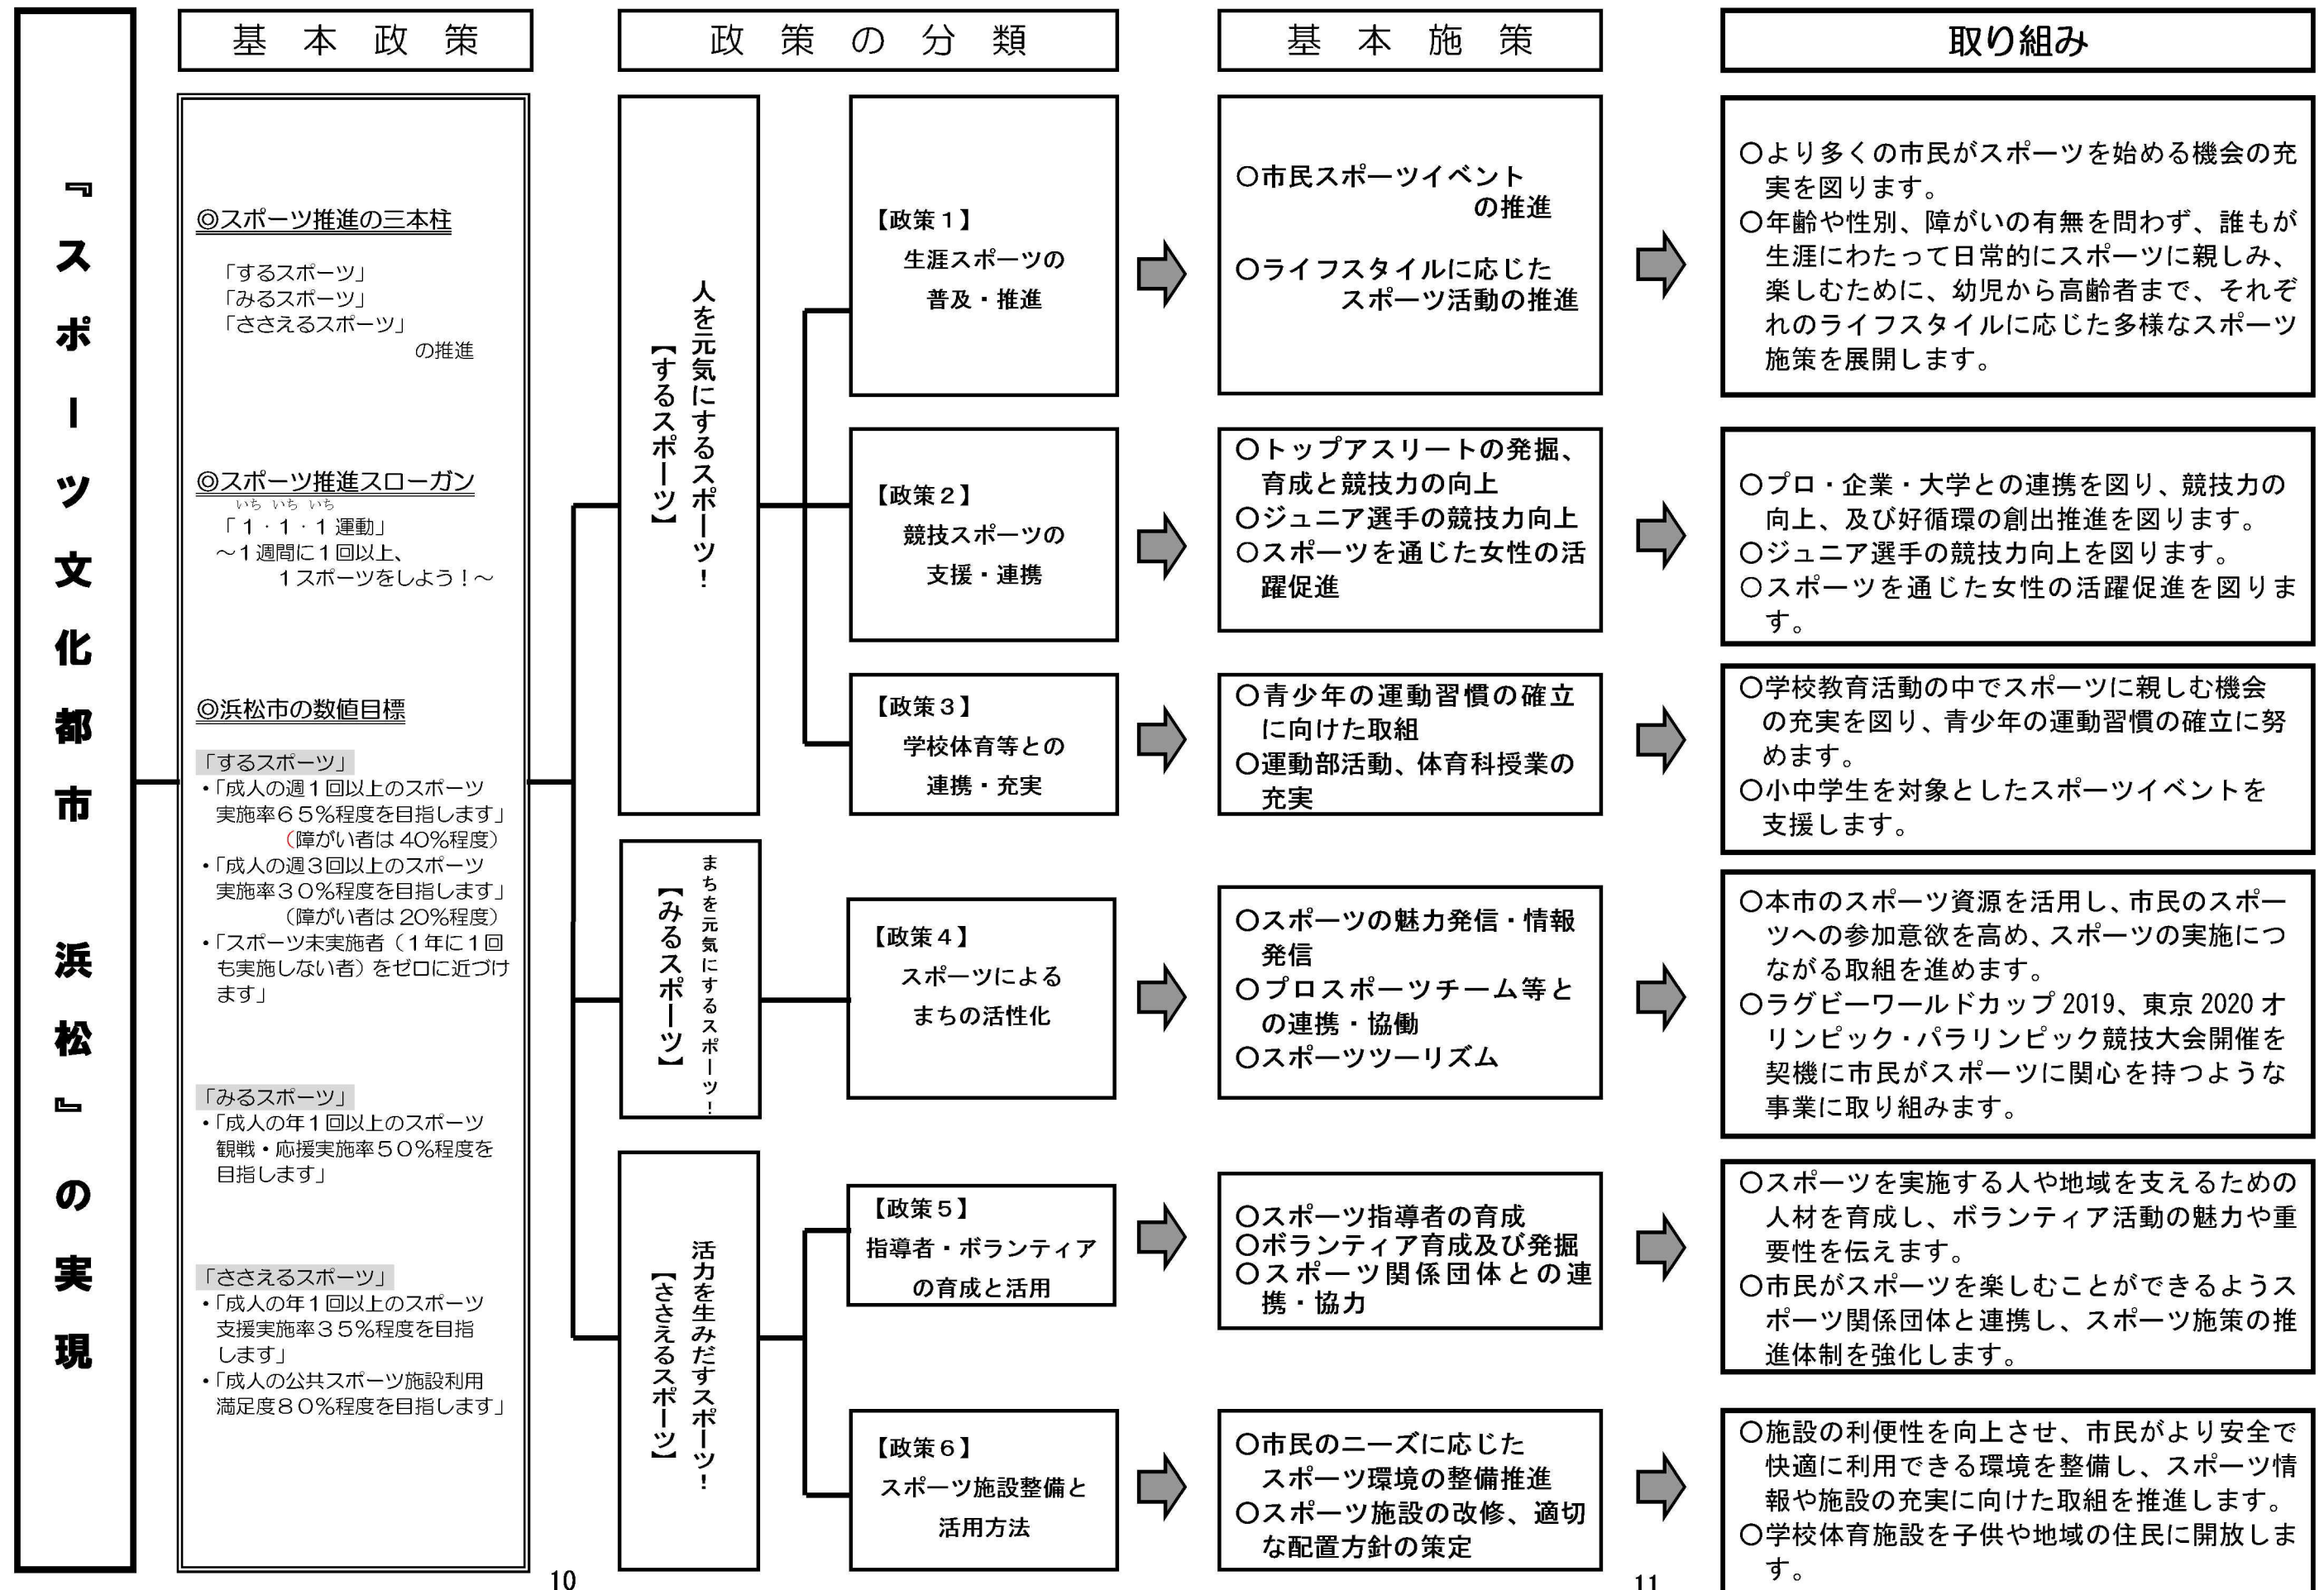 『スポーツ文化都市　浜松』の実現
基本政策
政策の分類
基本施策
取り組み
◎スポーツ推進の三本柱
「するスポーツ」
「みるスポーツ」
「ささえるスポーツ」
の推進
◎スポーツ推進スローガン
いち いち いち
「1・1・1運動」
～1週間に1回以上、
1スポーツをしよう！～
◎浜松市の数値目標
「するスポーツ」
・「成人の週1回以上のスポーツ
実施率65%程度を目指します」
（障がい者は40%程度）
・「成人の週3回以上のスポーツ
実施率30%程度を目指します」
（障がい者は20%程度）
・「スポーツ未実施者（1年に1回
も実施しない者）をゼロに近づけ
ます」
「みるスポーツ」
・「成人の年1回以上のスポーツ
観戦・応援実施率50%程度を
目指します」
「ささえるスポーツ」
・「成人の年1回以上のスポーツ
支援実施率35%程度を目指
します」
・「成人の公共スポーツ施設利用
満足度80%程度を目指します」
人を元気にするスポーツ！
【するスポーツ】
【政策1】
生涯スポーツの
普及・推進
○市民スポーツイベント
の推進
○ライフスタイルに応じた
スポーツ活動の推進
○より多くの市民がスポーツを始める機会の充
実を図ります。
○年齢や性別、障がいの有無を問わず、誰もが
生涯にわたって日常的にスポーツに親しみ、
楽しむために、幼児から高齢者まで、それぞ
れのライフスタイルに応じた多様なスポーツ
施策を展開します。
【政策2】
競技スポーツの
支援・連携
○トップアスリートの発掘、
育成と競技力の向上
○ジュニア選手の競技力向上
○スポーツを通じた女性の活
躍促進
○プロ・企業・大学との連携を図り、競技力の
向上、及び好循環の創出推進を図ります。
○ジュニア選手の競技力向上を図ります。
○スポーツを通じた女性の活躍促進を図りま
す。
【政策3】
学校体育等との
連携・充実
○青少年の運動習慣の確立
に向けた取組
○運動部活動、体育科授業の
充実
○学校教育活動の中でスポーツに親しむ機会
の充実を図り、青少年の運動習慣の確立に努
めます。
○小中学生を対象としたスポーツイベントを
支援します。
まちを元気にするスポーツ！
【みるスポーツ】
【政策4】
スポーツによる
まちの活性化
○スポーツの魅力発信・情報
発信
○プロスポーツチーム等と
の連携・協働
○スポーツツーリズム
○本市のスポーツ資源を活用し、市民のスポー
ツへの参加意欲を高め、スポーツの実施につ
ながる取組を進めます。
○ラグビーワールドカップ2019、東京2020オ
リンピック・パラリンピック競技大会開催を
契機に市民がスポーツに関心を持つような
事業に取り組みます。
活力を生みだすスポーツ！
【ささえるスポーツ】
【政策5】
指導者・ボランティア
の育成と活用
○スポーツ指導者の育成
○ボランティア育成及び発掘
○スポーツ関係団体との連
携・協力
○スポーツを実施する人や地域を支えるための
人材を育成し、ボランティア活動の魅力や重
要性を伝えます。
○市民がスポーツを楽しむことができるようス
ポーツ関係団体と連携し、スポーツ施策の推
進体制を強化します。
【政策6】
スポーツ施設整備と
活用方法
○市民のニーズに応じた
スポーツ環境の整備推進
○スポーツ施設の改修、適切
な配置方針の策定
○施設の利便性を向上させ、市民がより安全で
快適に利用できる環境を整備し、スポーツ情
報や施設の充実に向けた取組を推進します。
○学校体育施設を子供や地域の住民に開放しま
す。
10
11